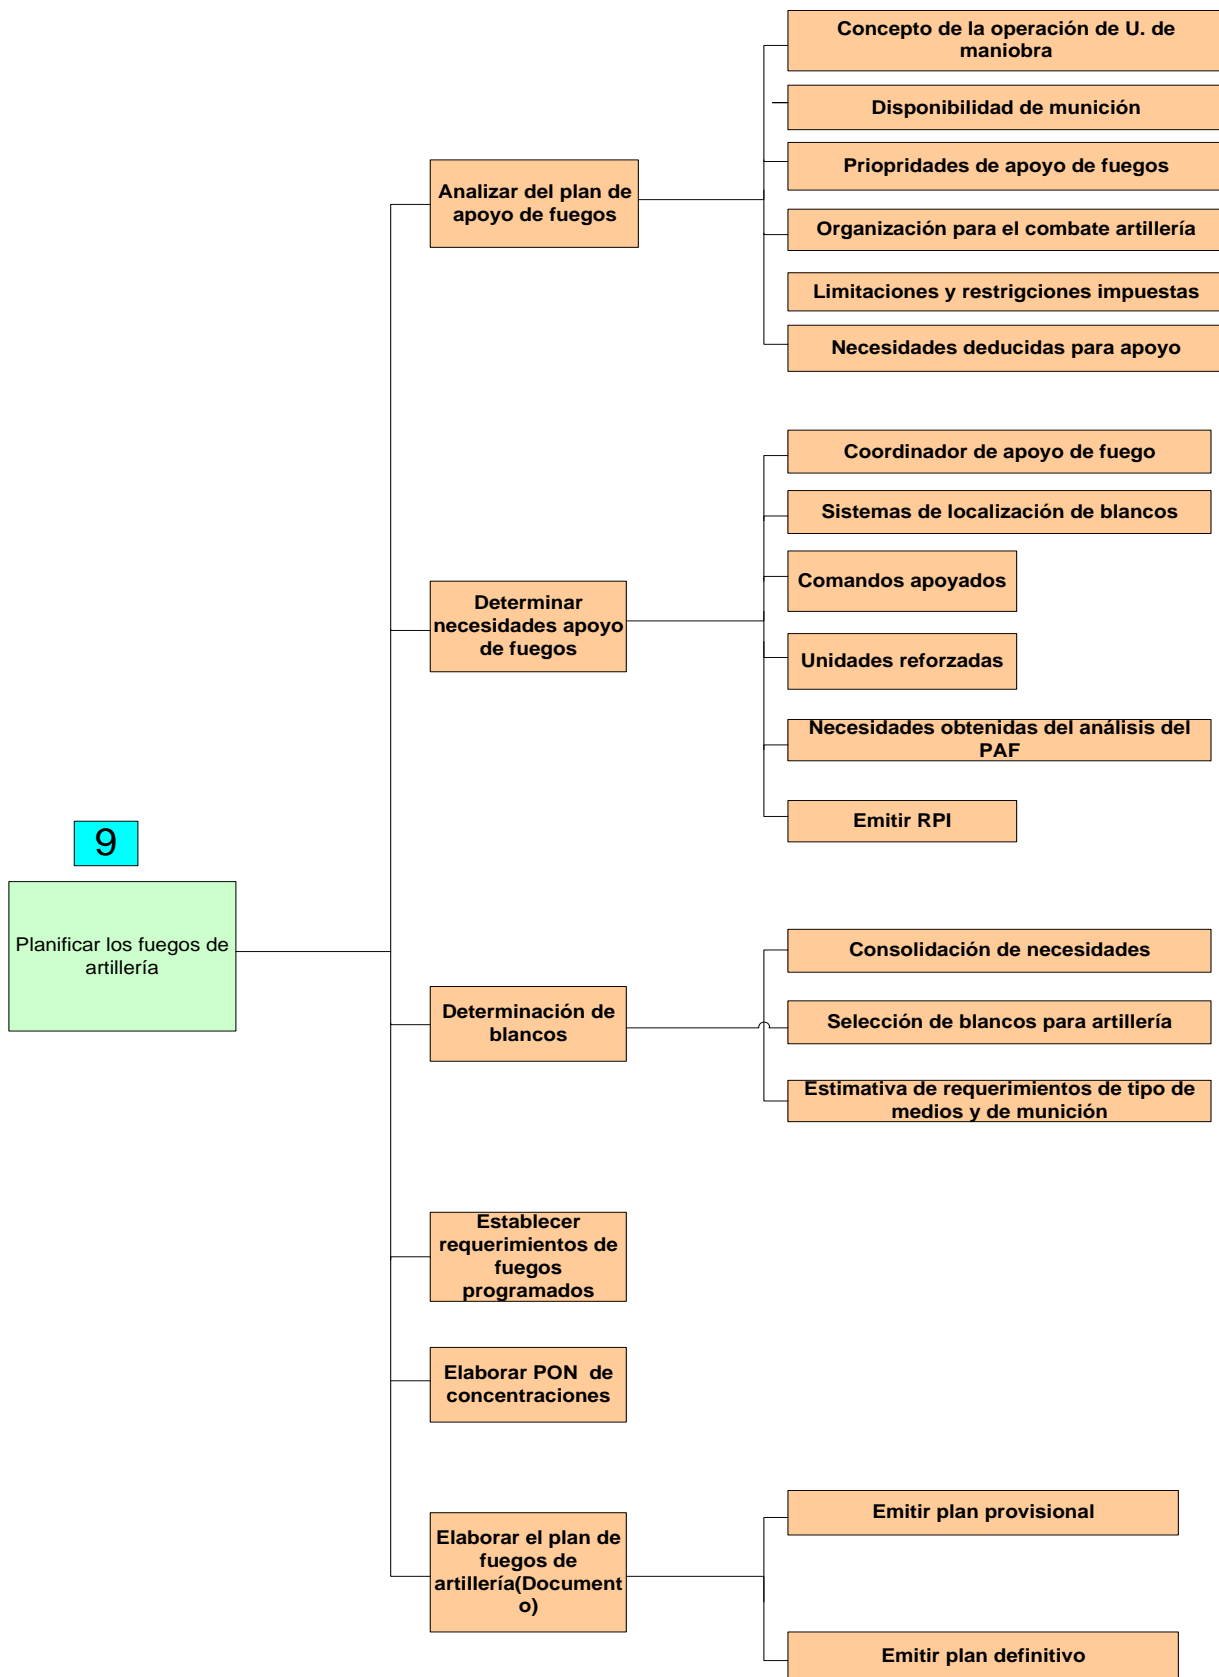 Concepto de la operación de U. de
maniobra
Disponibilidad de munición
Priopridades de apoyo de fuegos
Analizar del plan de
apoyo de fuegos
Organización para el combate artillería
Limitaciones y restrigciones impuestas
Necesidades deducidas para apoyo
Coordinador de apoyo de fuego
Sistemas de localización de blancos
Comandos apoyados
Determinar
necesidades apoyo
de fuegos
Unidades reforzadas
Necesidades obtenidas del análisis del
PAF
Emitir RPI
9
Planificar los fuegos de
artillería
Consolidación de necesidades
Determinación de
blancos
Selección de blancos para artillería
Estimativa de requerimientos de tipo de
medios y de munición
Establecer
requerimientos de
fuegos
programados
Elaborar PON  de
concentraciones
Emitir plan provisional
Elaborar el plan de
fuegos de
artillería(Document
o)
Emitir plan definitivo